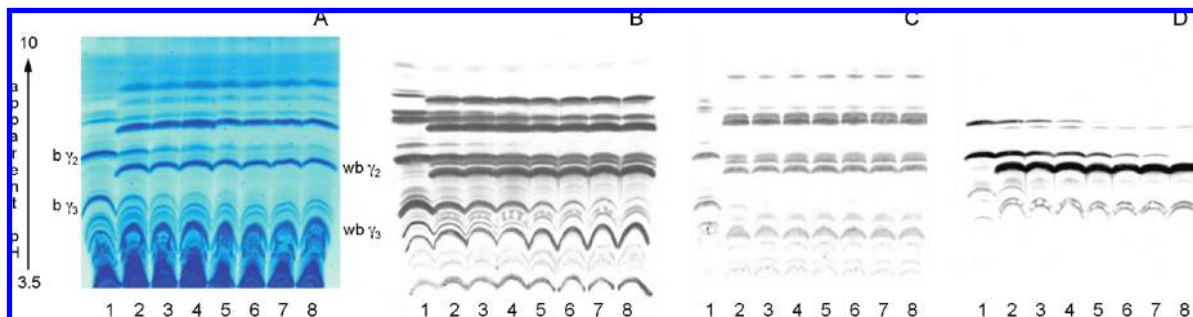 A B C D
10
apparent pH
3.5
b γ2
b γ3
wb γ2
wb γ3
1 2 3 4 5 6 7 8
1 2 3 4 5 6 7 8
1 2 3 4 5 6 7 8
1 2 3 4 5 6 7 8